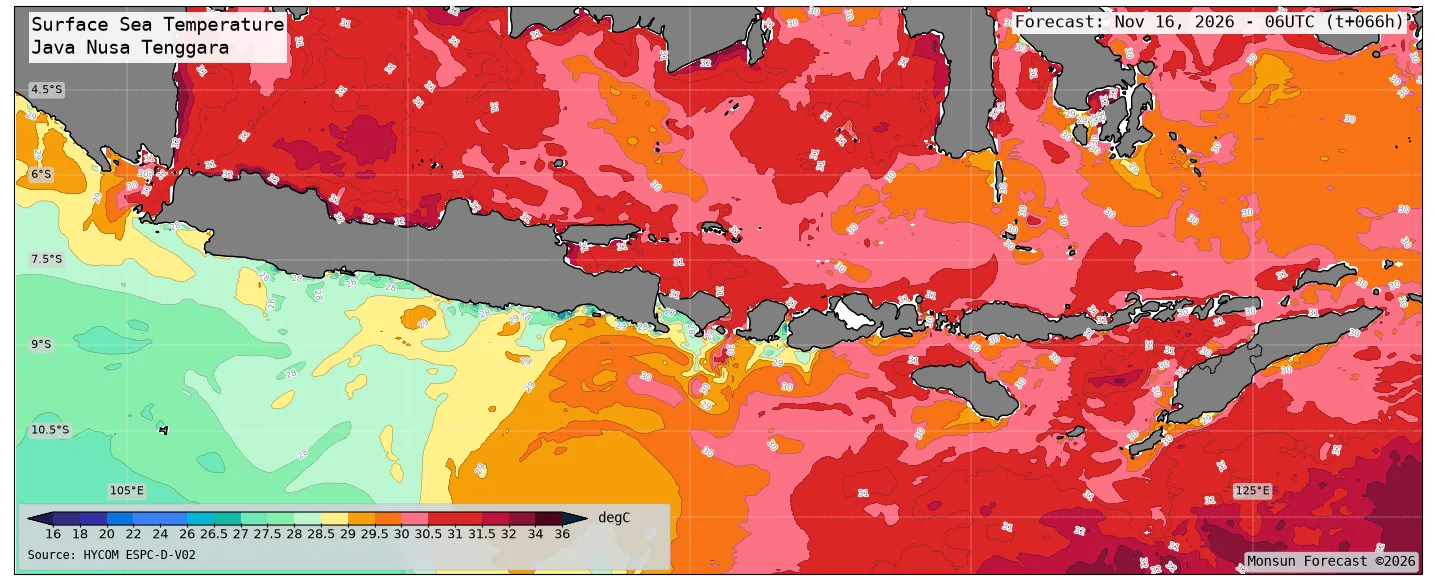 Surface Sea Temperature
Java Nusa Tenggara
Forecast: Nov 16, 2026 - 06UTC (t+066h)
4.5°S
6°S
7.5°S
9°S
10.5°S
105°E
125°E
16 18 20 22 24 26 26.5 27 27.5 28 28.5 29 29.5 30 30.5 31 31.5 32 34 36
degC
Source: HYCOM ESPC-D-V02
Monsun Forecast ©2026